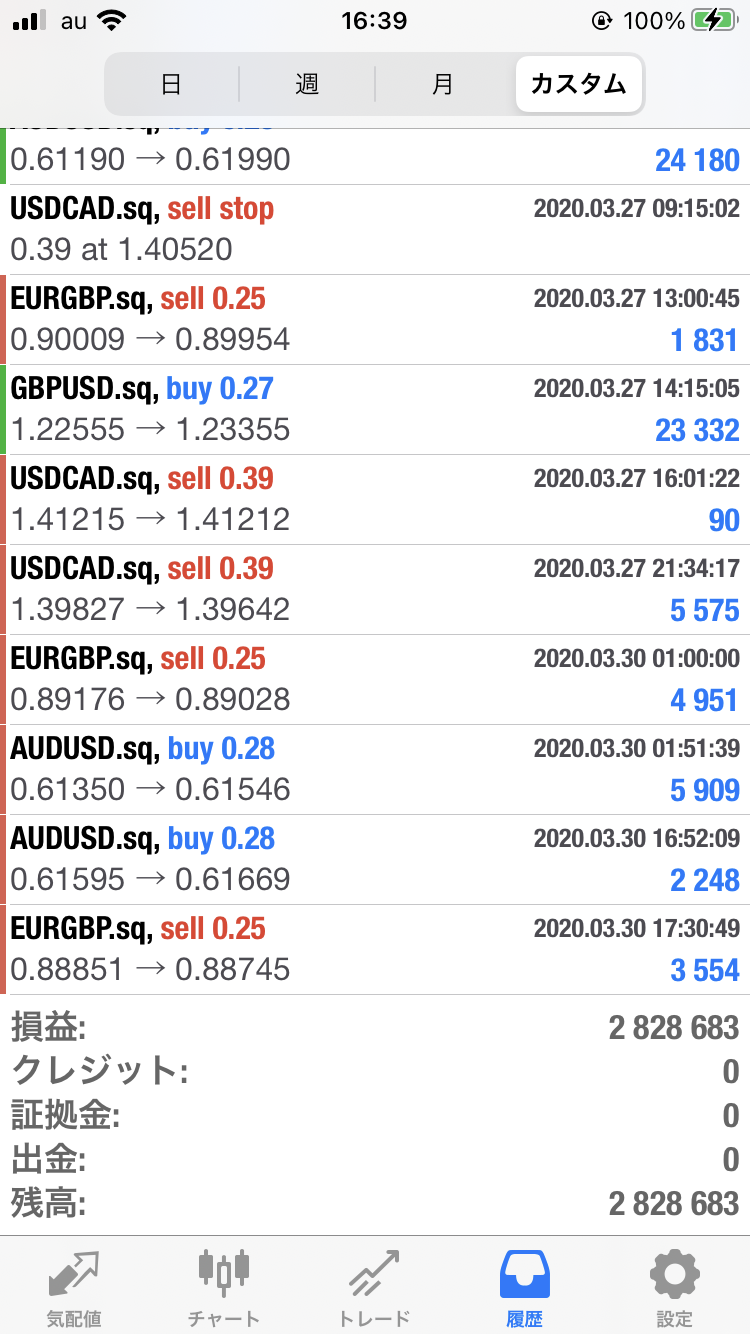 au 16:39 100%
日 週 月 カスタム
0.61190 → 0.61990 24 180
USDCAD.sq, sell stop 2020.03.27 09:15:02
0.39 at 1.40520
EURGBP.sq, sell 0.25 2020.03.27 13:00:45
0.90009 → 0.89954 1 831
GBPUSD.sq, buy 0.27 2020.03.27 14:15:05
1.22555 → 1.23355 23 332
USDCAD.sq, sell 0.39 2020.03.27 16:01:22
1.41215 → 1.41212 90
USDCAD.sq, sell 0.39 2020.03.27 21:34:17
1.39827 → 1.39642 5 575
EURGBP.sq, sell 0.25 2020.03.30 01:00:00
0.89176 → 0.89028 4 951
AUDUSD.sq, buy 0.28 2020.03.30 01:51:39
0.61350 → 0.61546 5 909
AUDUSD.sq, buy 0.28 2020.03.30 16:52:09
0.61595 → 0.61669 2 248
EURGBP.sq, sell 0.25 2020.03.30 17:30:49
0.88851 → 0.88745 3 554
損益: 2 828 683
クレジット: 0
証拠金: 0
出金: 0
残高: 2 828 683
気配値 チャート トレード 履歴 設定